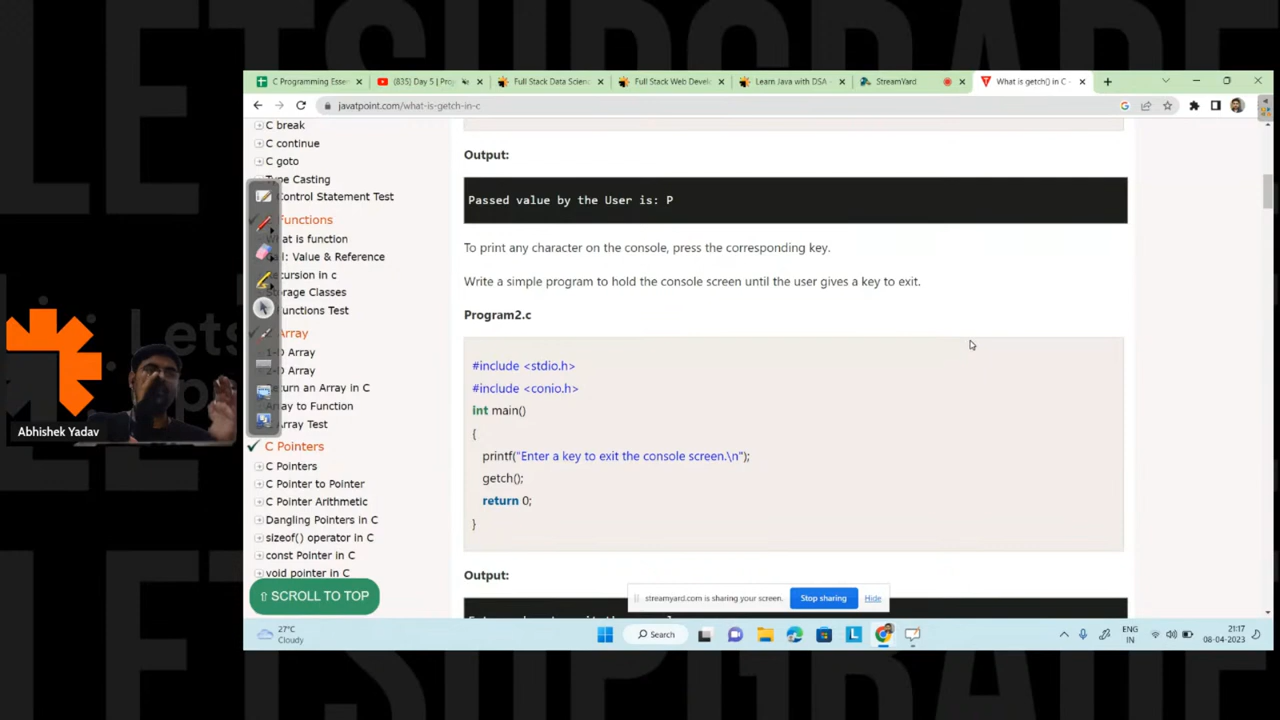 LETSUPGRADE
C Programming Esse
(835) Day 5 | Prog
Full Stack Data Scienc
Full Stack Web Develo
Learn Java with DSA -
StreamYard
What is getch() in C -
javatpoint.com/what-is-getch-in-c
C break
C continue
C goto
Type Casting
Control Statement Test
Functions
What is function
Call: Value & Reference
Recursion in c
Storage Classes
Functions Test
Array
1-D Array
2-D Array
Return an Array in C
Array to Function
Array Test
C Pointers
C Pointers
C Pointer to Pointer
C Pointer Arithmetic
Dangling Pointers in C
sizeof() operator in C
const Pointer in C
void pointer in C
⇧ SCROLL TO TOP
Output:
Passed value by the User is: P
To print any character on the console, press the corresponding key.
Write a simple program to hold the console screen until the user gives a key to exit.
Program2.c
#include <stdio.h>
#include <conio.h>
int main()
{
printf("Enter a key to exit the console screen.\n");
getch();
return 0;
}
Output:
streamyard.com is sharing your screen.
Stop sharing
Hide
Abhishek Yadav
27°C
Cloudy
Search
ENG
IN
21:17
08-04-2023